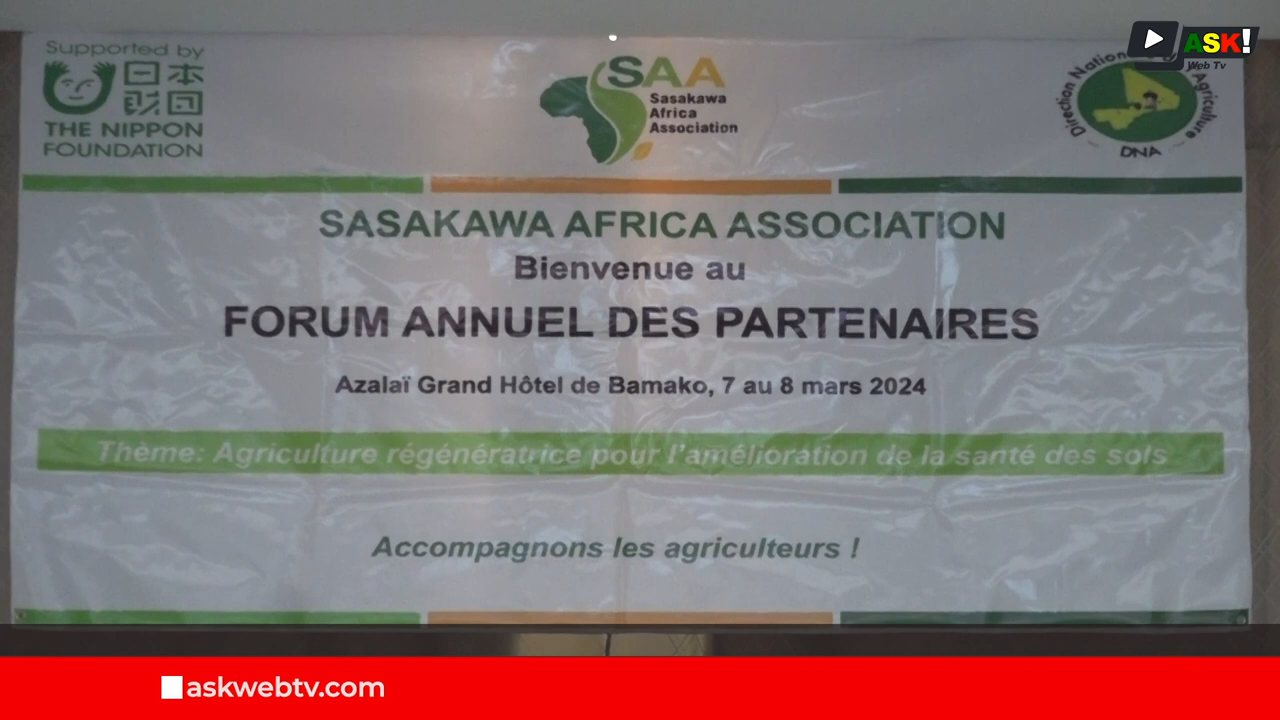 Supported by
日本
財団
THE NIPPON
FOUNDATION
SAA
Sasakawa
Africa
Association
ASK!
Web Tv
Direction Nationale Agriculture
DNA
SASAKAWA AFRICA ASSOCIATION
Bienvenue au
FORUM ANNUEL DES PARTENAIRES
Azalaï Grand Hôtel de Bamako, 7 au 8 mars 2024
Thème: Agriculture régénératrice pour l'amélioration de la santé des sols
Accompagnons les agriculteurs !
askwebtv.com